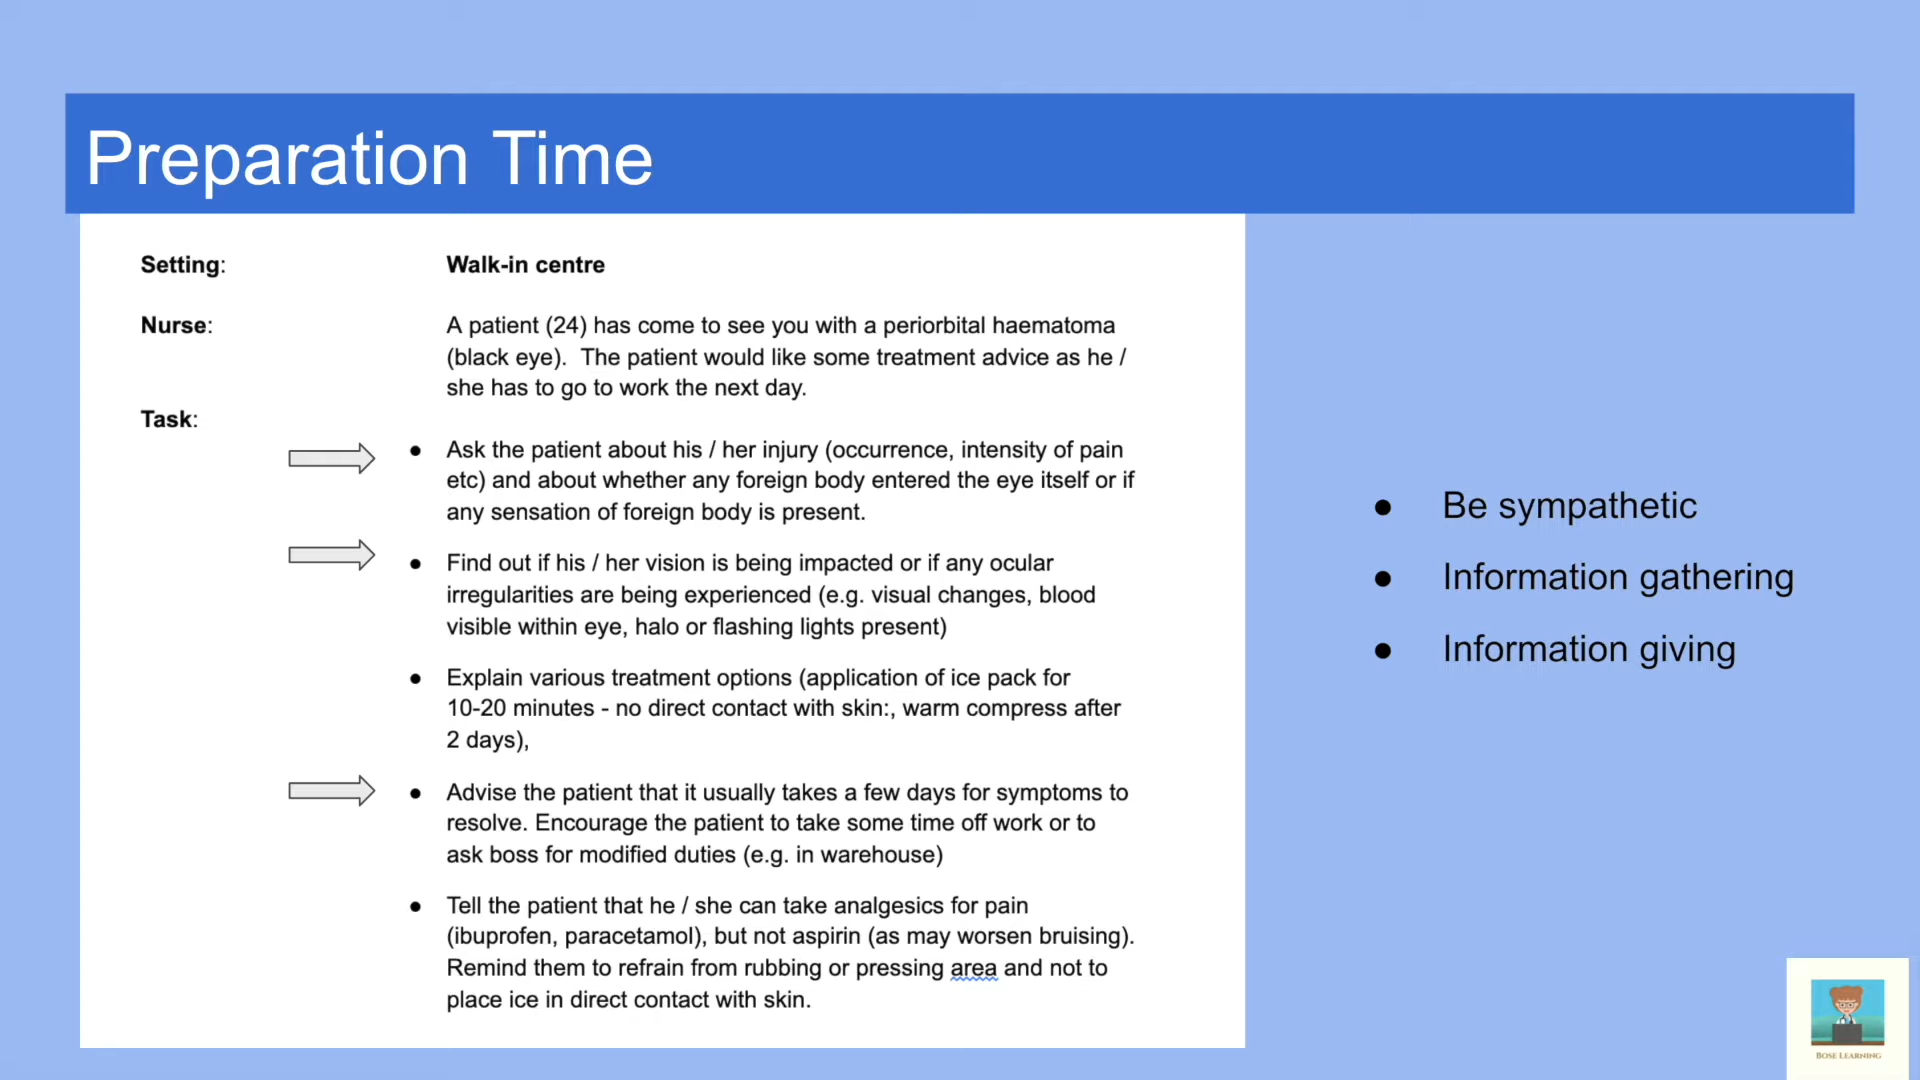 Preparation Time
Setting:
Walk-in centre
Nurse:
A patient (24) has come to see you with a periorbital haematoma
(black eye).  The patient would like some treatment advice as he /
she has to go to work the next day.
Task:
● Ask the patient about his / her injury (occurrence, intensity of pain
etc) and about whether any foreign body entered the eye itself or if
any sensation of foreign body is present.
● Find out if his / her vision is being impacted or if any ocular
irregularities are being experienced (e.g. visual changes, blood
visible within eye, halo or flashing lights present)
● Explain various treatment options (application of ice pack for
10-20 minutes - no direct contact with skin:, warm compress after
2 days),
● Advise the patient that it usually takes a few days for symptoms to
resolve. Encourage the patient to take some time off work or to
ask boss for modified duties (e.g. in warehouse)
● Tell the patient that he / she can take analgesics for pain
(ibuprofen, paracetamol), but not aspirin (as may worsen bruising).
Remind them to refrain from rubbing or pressing area and not to
place ice in direct contact with skin.
● Be sympathetic
● Information gathering
● Information giving
BOSE LEARNING